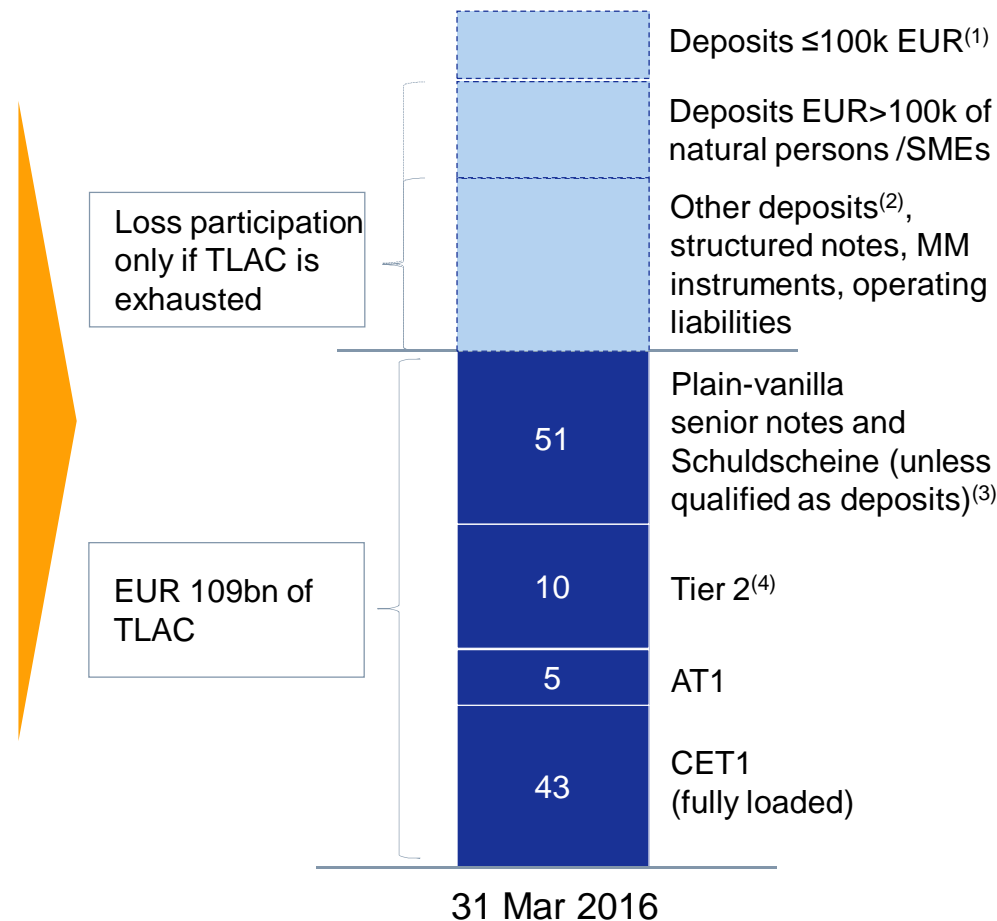 Deposits ≤100k EUR(1)
Deposits EUR>100k of
natural persons /SMEs
Loss participation
only if TLAC is
exhausted
Other deposits(2),
structured notes, MM
instruments, operating
liabilities
51
Plain-vanilla
senior notes and
Schuldscheine (unless
qualified as deposits)(3)
EUR 109bn of
TLAC
10
Tier 2(4)
5
AT1
43
CET1
(fully loaded)
31 Mar 2016